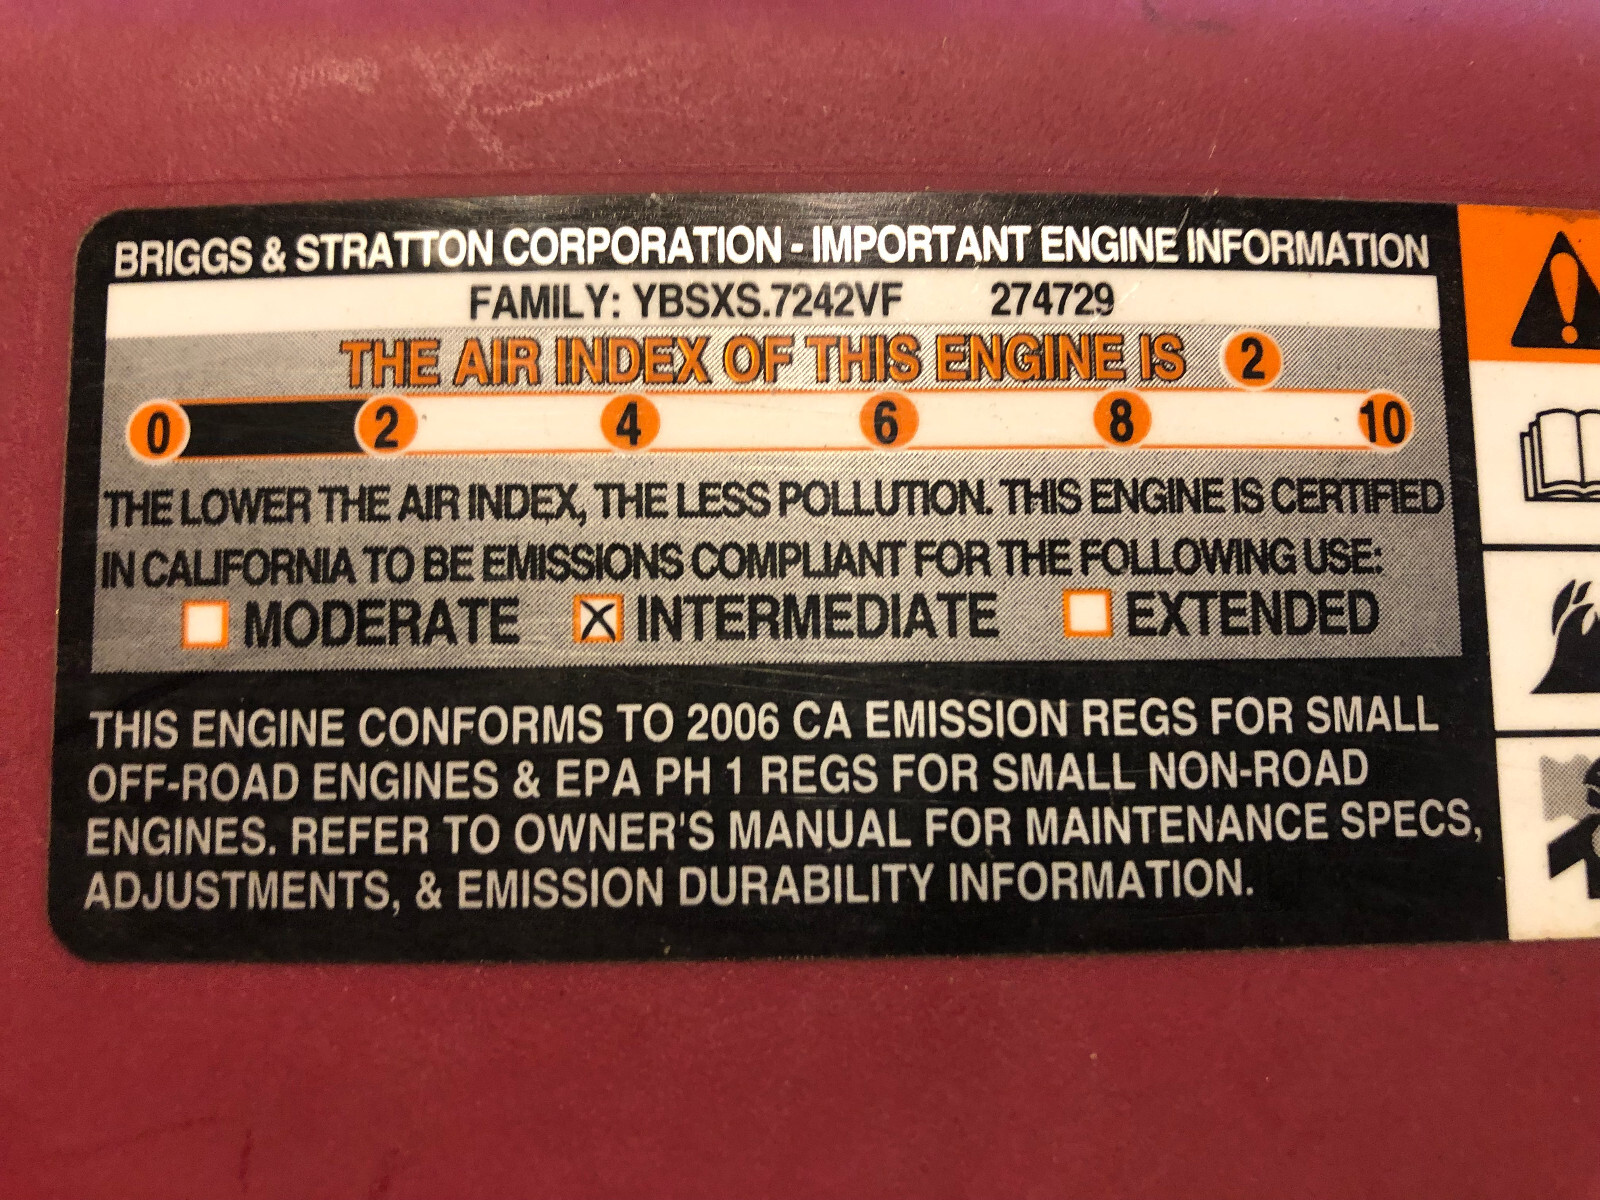 BRIGGS & STRATTON CORPORATION - IMPORTANT ENGINE INFORMATION
FAMILY: YBSXS.7242VF 274729
THE AIR INDEX OF THIS ENGINE IS 2
0 2 4 6 8 10
THE LOWER THE AIR INDEX, THE LESS POLLUTION. THIS ENGINE IS CERTIFIED
IN CALIFORNIA TO BE EMISSIONS COMPLIANT FOR THE FOLLOWING USE:
MODERATE X INTERMEDIATE EXTENDED
THIS ENGINE CONFORMS TO 2006 CA EMISSION REGS FOR SMALL
OFF-ROAD ENGINES & EPA PH 1 REGS FOR SMALL NON-ROAD
ENGINES. REFER TO OWNER'S MANUAL FOR MAINTENANCE SPECS,
ADJUSTMENTS, & EMISSION DURABILITY INFORMATION.